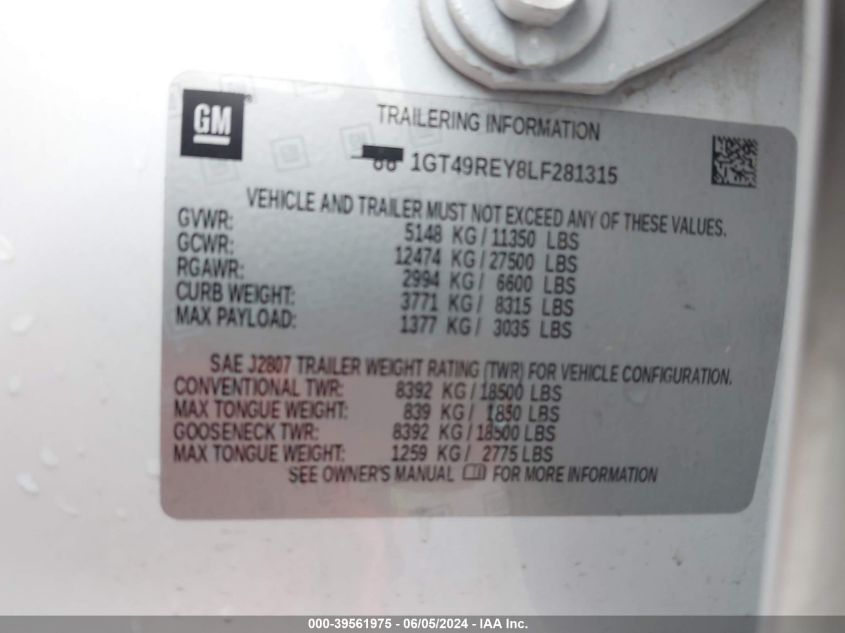 GM ®
TRAILERING INFORMATION
1GT49REY8LF281315
VEHICLE AND TRAILER MUST NOT EXCEED ANY OF THESE VALUES.
GVWR: 5148 KG / 11350 LBS
GCWR: 12474 KG / 27500 LBS
RGAWR: 2994 KG / 6600 LBS
CURB WEIGHT: 3771 KG / 8315 LBS
MAX PAYLOAD: 1377 KG / 3035 LBS
SAE J2807 TRAILER WEIGHT RATING (TWR) FOR VEHICLE CONFIGURATION.
CONVENTIONAL TWR: 8392 KG / 18500 LBS
MAX TONGUE WEIGHT: 839 KG / 1850 LBS
GOOSENECK TWR: 8392 KG / 18500 LBS
MAX TONGUE WEIGHT: 1259 KG / 2775 LBS
SEE OWNER'S MANUAL FOR MORE INFORMATION
000-39561975 - 06/05/2024 - IAA Inc.